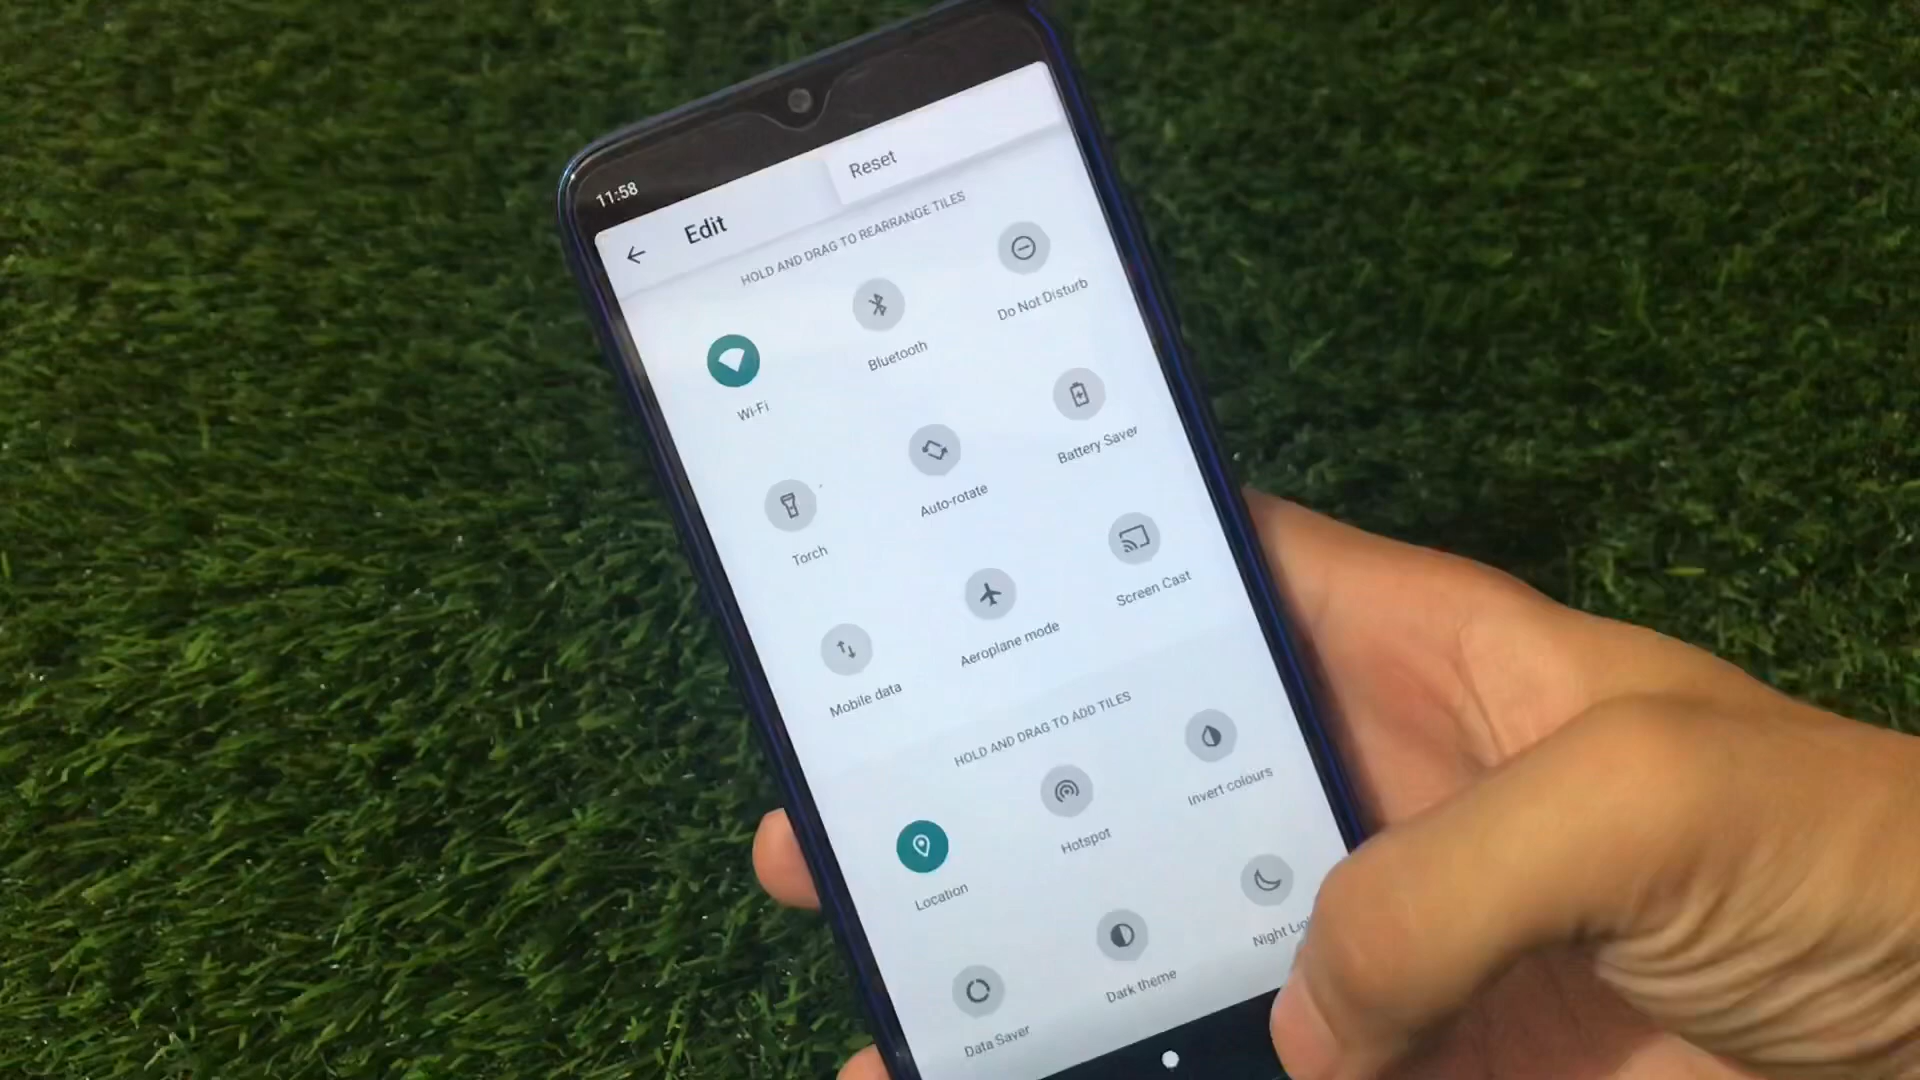 11:58
Edit
Reset
HOLD AND DRAG TO REARRANGE TILES
Wi-Fi
Bluetooth
Do Not Disturb
Torch
Auto-rotate
Battery Saver
Mobile data
Aeroplane mode
Screen Cast
HOLD AND DRAG TO ADD TILES
Location
Hotspot
Invert colours
Data Saver
Dark theme
Night